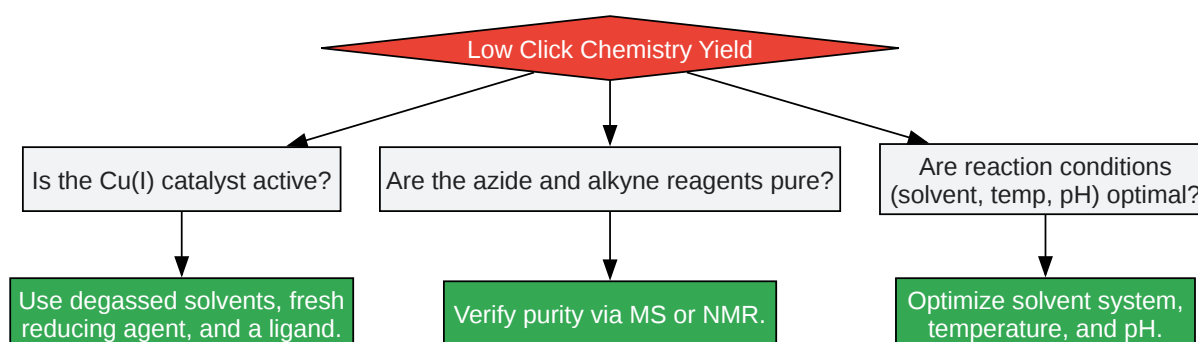 Low Click Chemistry Yield
Is the Cu(I) catalyst active?
Are the azide and alkyne reagents pure?
Are reaction conditions
(solvent, temp, pH) optimal?
Use degassed solvents, fresh
reducing agent, and a ligand.
Verify purity via MS or NMR.
Optimize solvent system,
temperature, and pH.